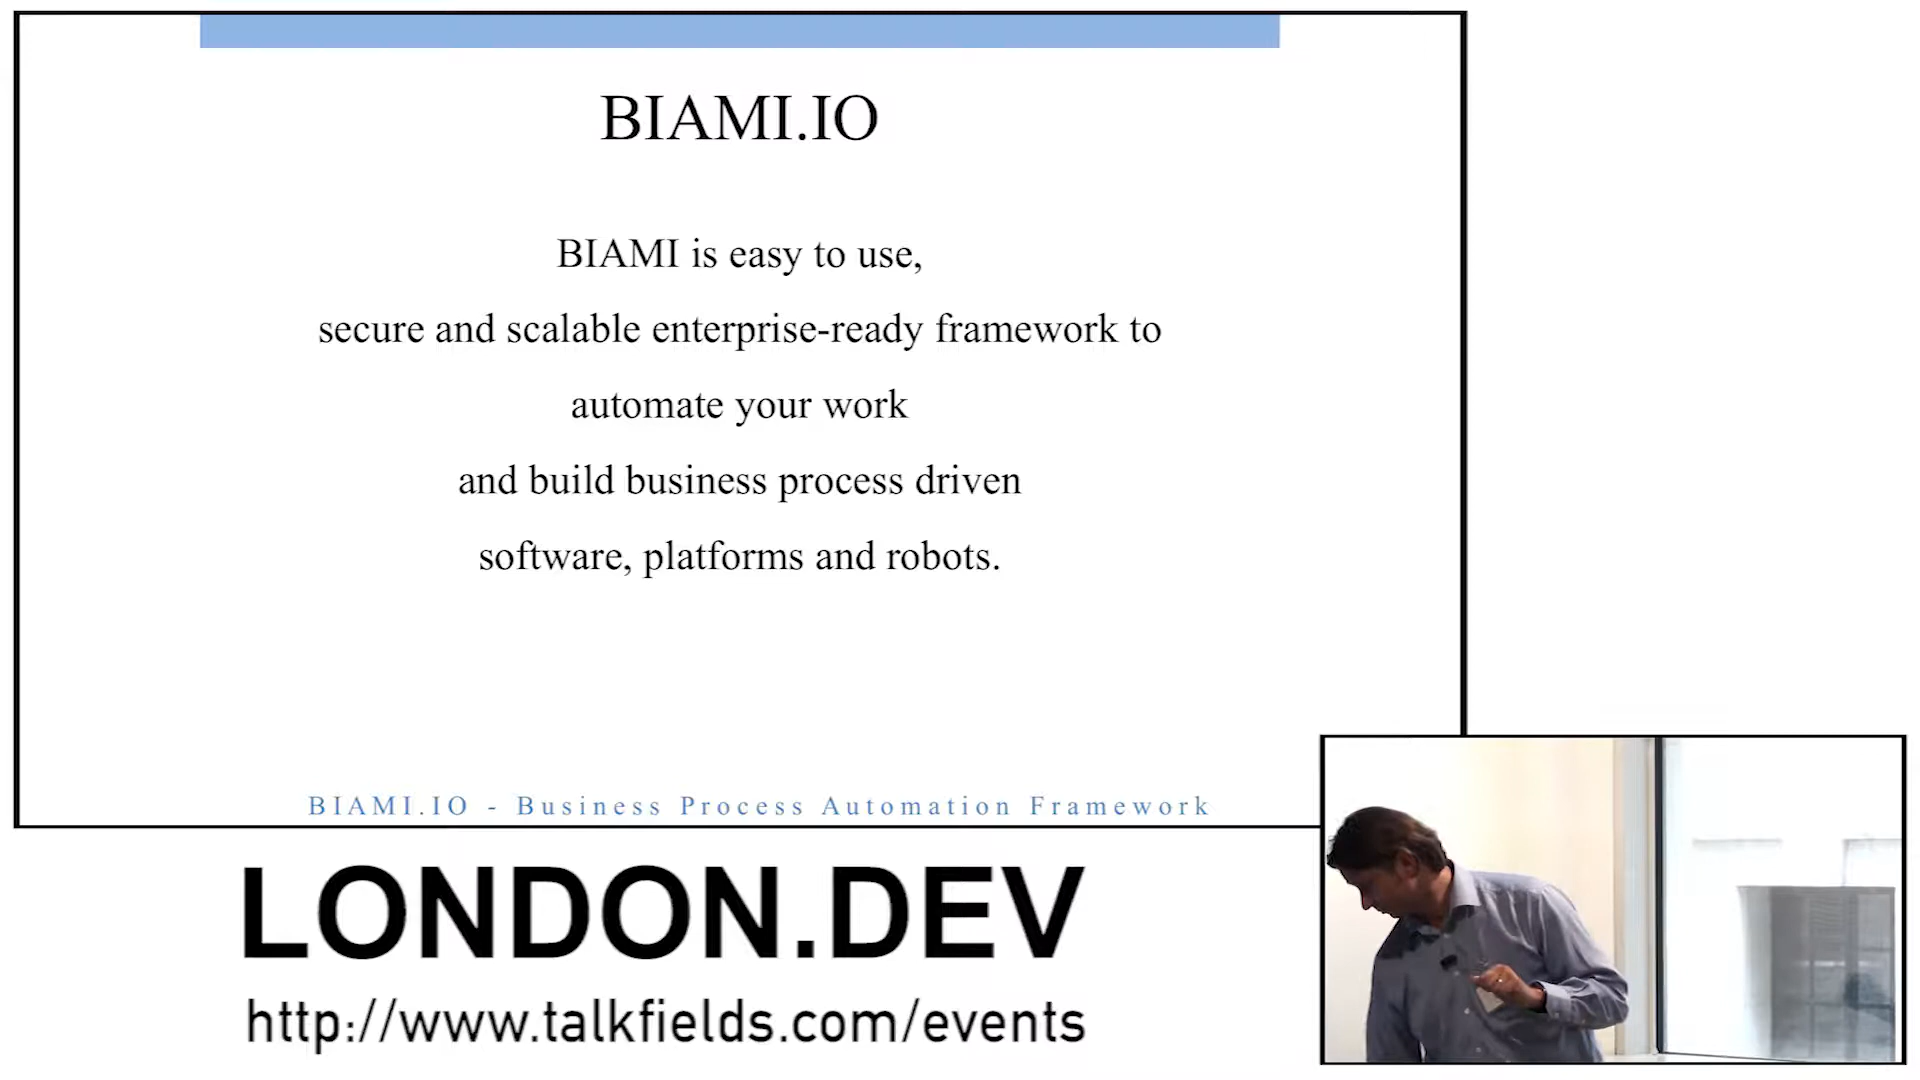 BIAMI.IO
BIAMI is easy to use,
secure and scalable enterprise-ready framework to
automate your work
and build business process driven
software, platforms and robots.
BIAMI.IO - Business Process Automation Framework
LONDON.DEV
http://www.talkfields.com/events